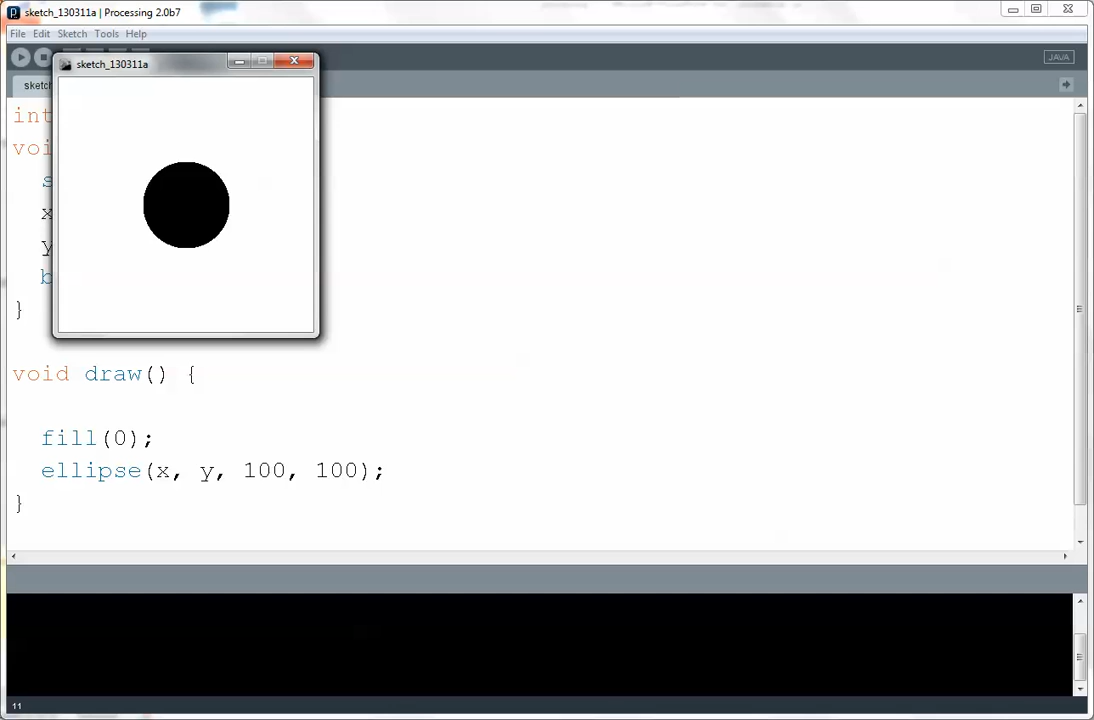 sketch_130311a | Processing 2.0b7
File Edit Sketch Tools Help
JAVA
sketch_130311a
sketc
int
voi
s
x
y
b
}
void draw() {
fill(0);
ellipse(x, y, 100, 100);
}
11